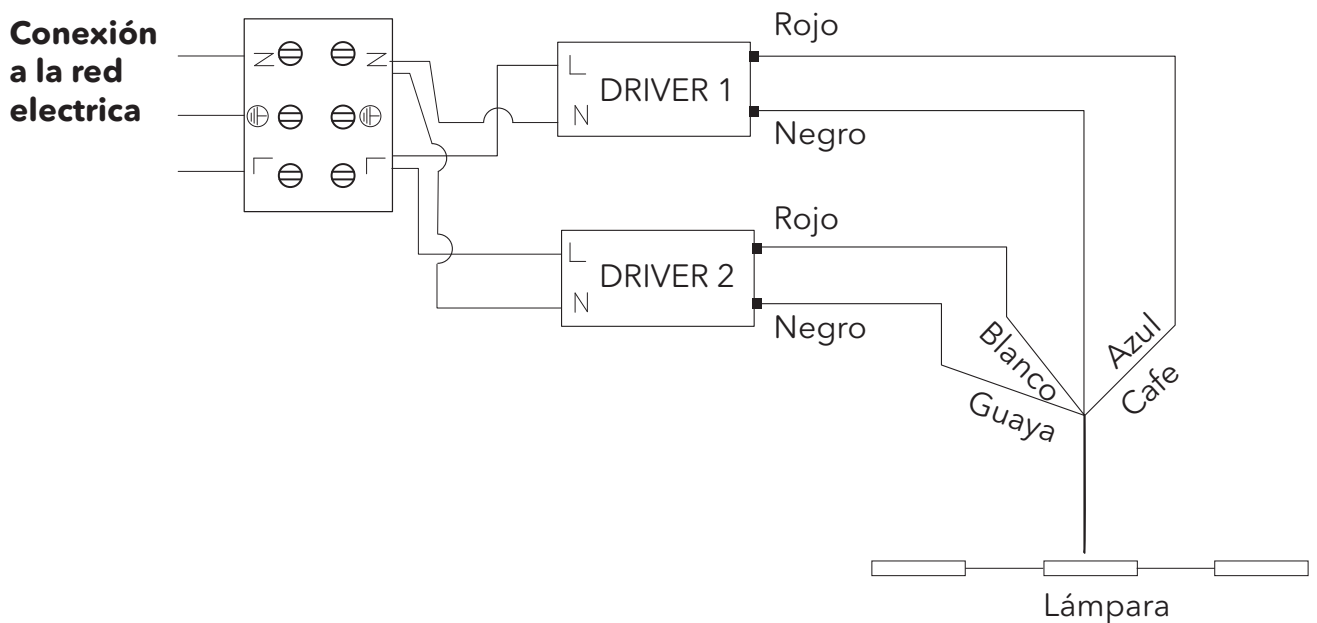 Conexión
a la red
electrica
N
N
L
L
L
DRIVER 1
N
Rojo
Negro
L
DRIVER 2
N
Rojo
Negro
Blanco
Guaya
Azul
Cafe
Lámpara